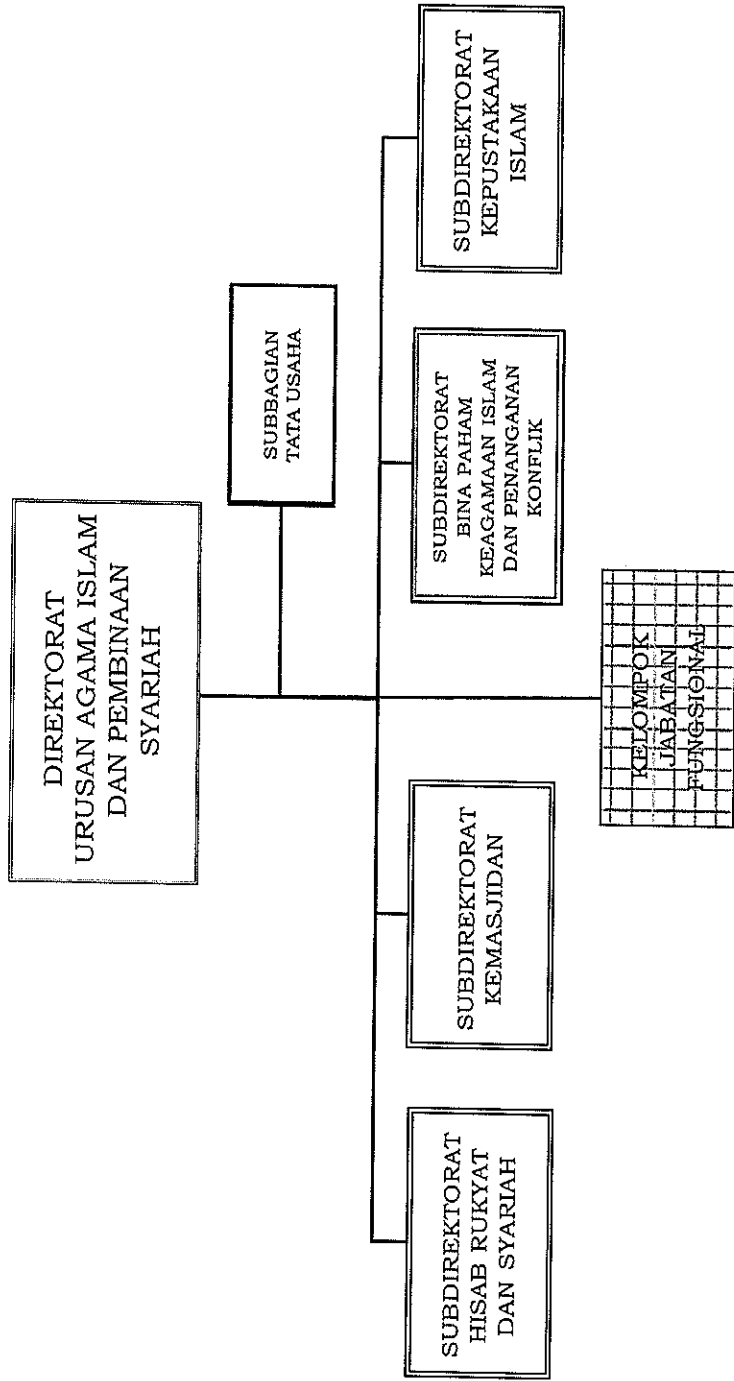 DIREKTORAT
URUSAN AGAMA ISLAM
DAN PEMBINAAN
SYARIAH
SUBBAGIAN
TATA USAHA
SUBDIREKTORAT
HISAB RUKYAT
DAN SYARIAH
SUBDIREKTORAT
KEMASJIDAN
SUBDIREKTORAT
BINA PAHAM
KEAGAMAAN ISLAM
DAN PENANGANAN
KONFLIK
SUBDIREKTORAT
KEPUSTAKAAN
ISLAM
KELOMPOK
JABATAN
FUNGSIONAL